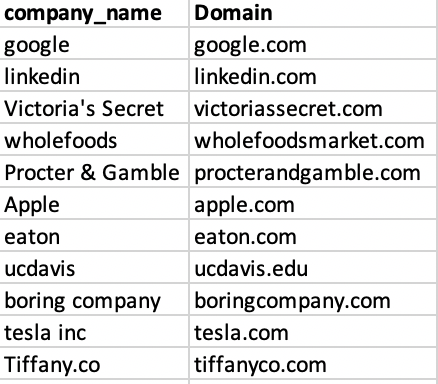 company_name Domain
google google.com
linkedin linkedin.com
Victoria's Secret victoriassecret.com
wholefoods wholefoodsmarket.com
Procter & Gamble procterandgamble.com
Apple apple.com
eaton eaton.com
ucdavis ucdavis.edu
boring company boringcompany.com
tesla inc tesla.com
Tiffany.co tiffanyco.com